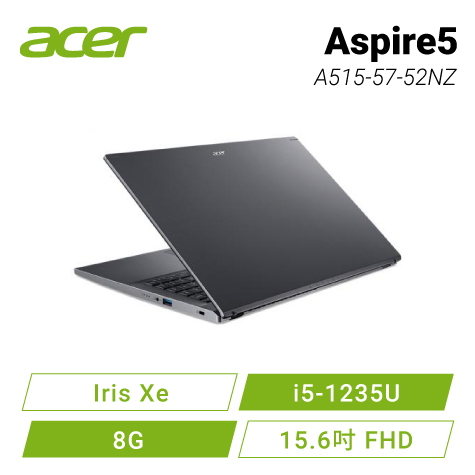 acer
Aspire5
A515-57-52NZ
acer
Iris Xe
i5-1235U
8G
15.6吋 FHD